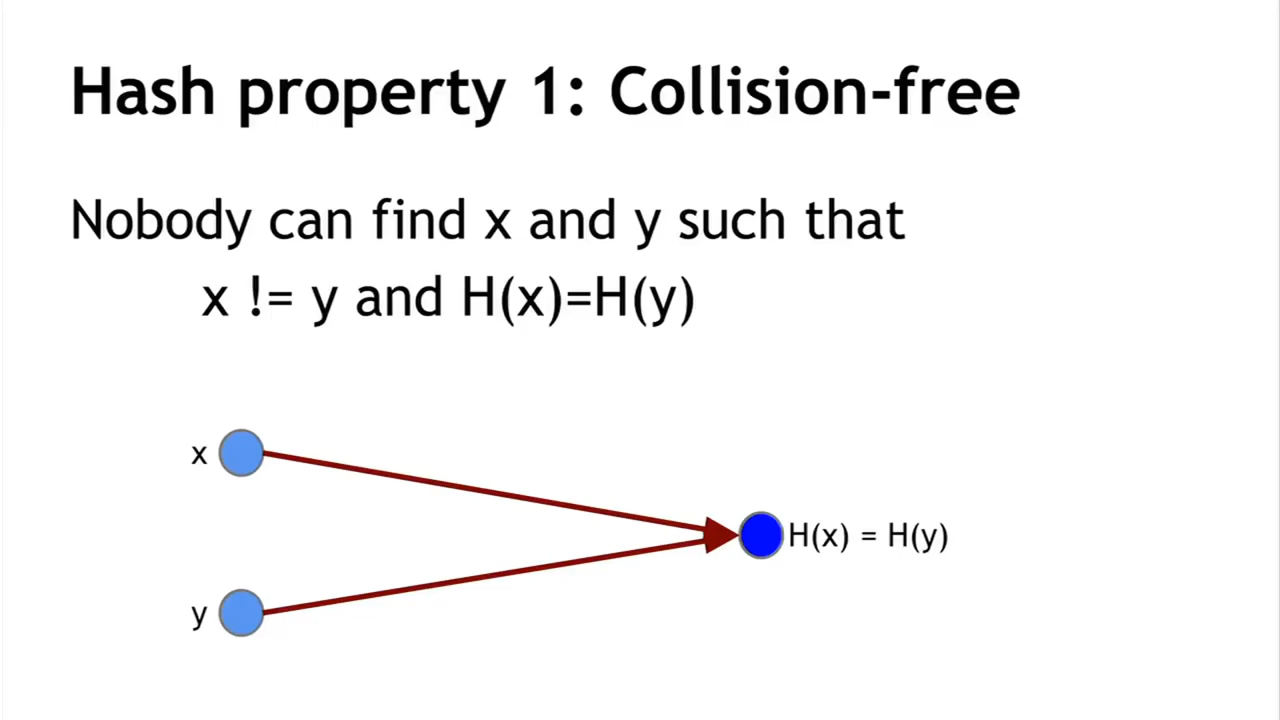 Hash property 1: Collision-free
Nobody can find x and y such that
x != y and H(x)=H(y)
x
H(x) = H(y)
y